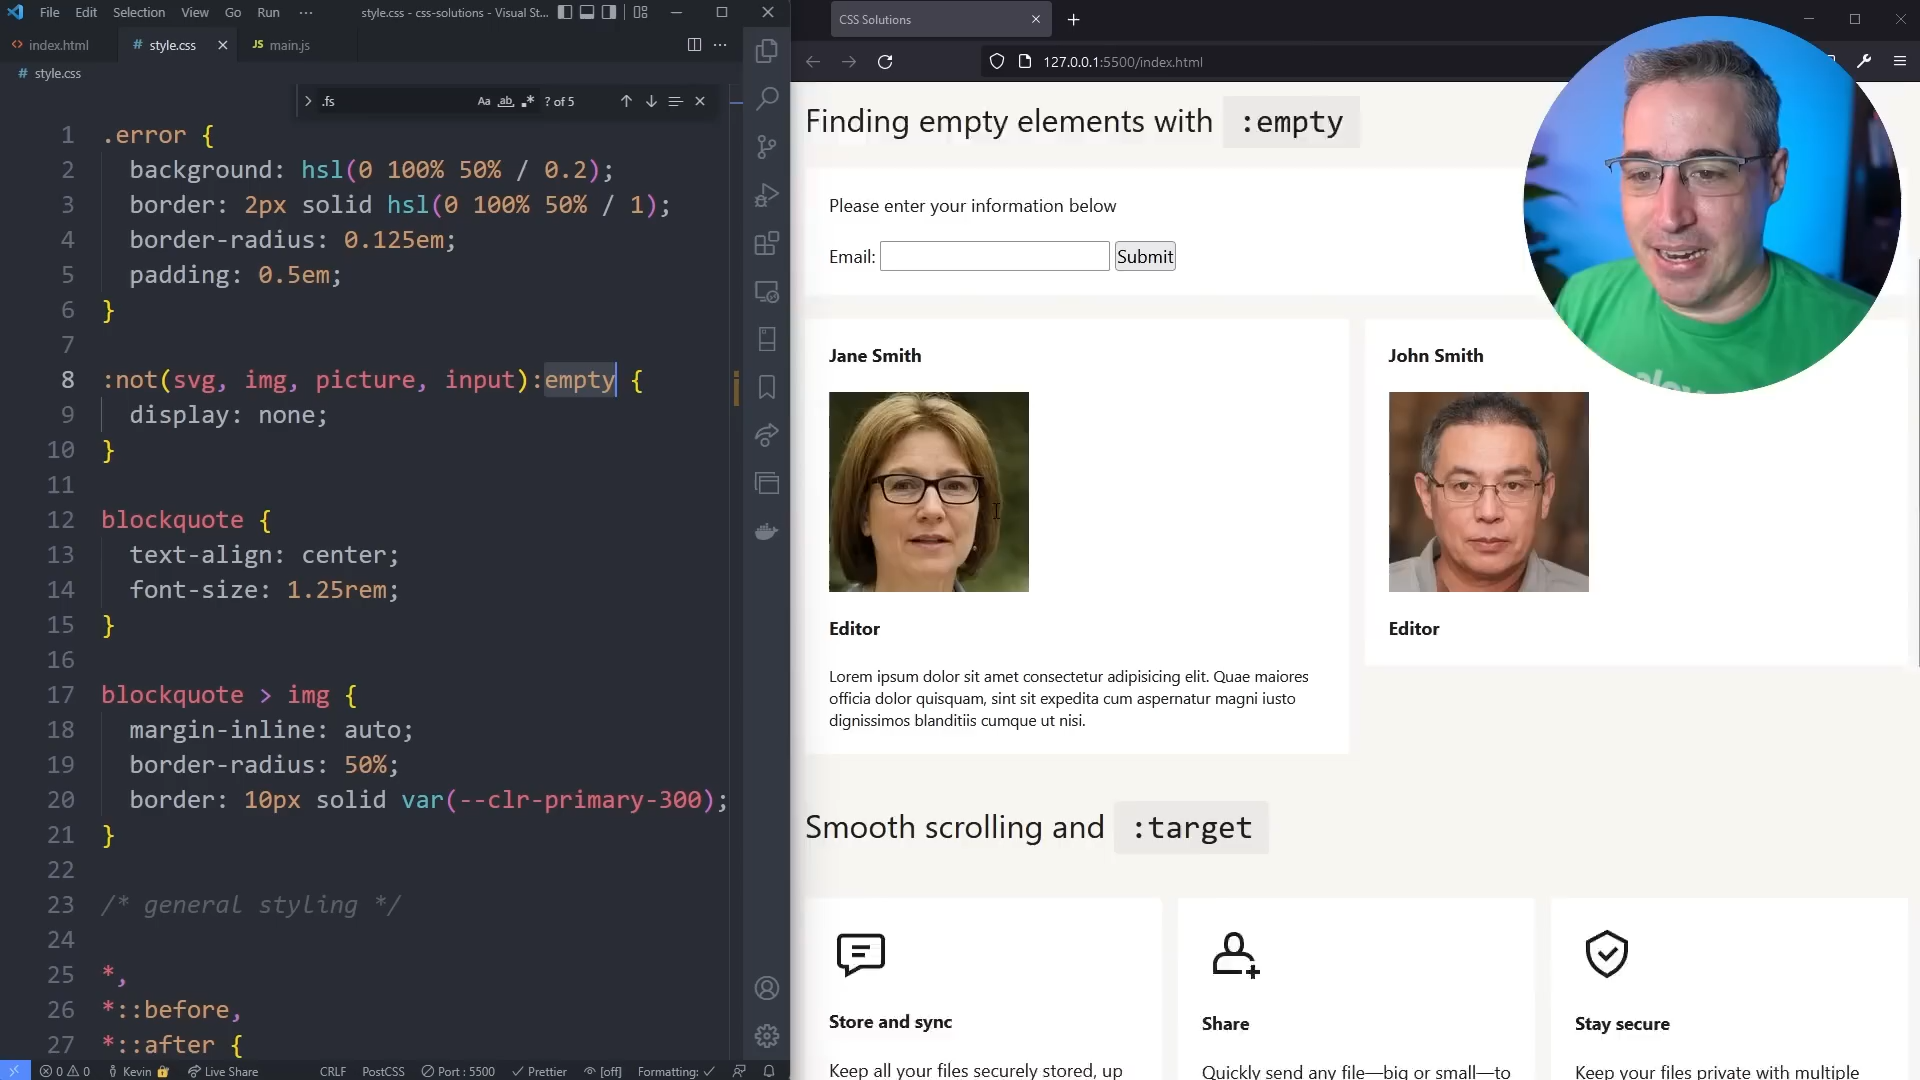 File Edit Selection View Go Run ··· style.css - css-solutions - Visual St...
index.html style.css main.js
# style.css
.fs Aa ab .* ? of 5
1 .error {
2 background: hsl(0 100% 50% / 0.2);
3 border: 2px solid hsl(0 100% 50% / 1);
4 border-radius: 0.125em;
5 padding: 0.5em;
6 }
7
8 :not(svg, img, picture, input):empty {
9 display: none;
10 }
11
12 blockquote {
13 text-align: center;
14 font-size: 1.25rem;
15 }
16
17 blockquote > img {
18 margin-inline: auto;
19 border-radius: 50%;
20 border: 10px solid var(--clr-primary-300);
21 }
22
23 /* general styling */
24
25 *,
26 *::before,
27 *::after {
0 0 Kevin Live Share CRLF PostCSS Port : 5500 Prettier [off] Formatting:
CSS Solutions
127.0.0.1:5500/index.html
Finding empty elements with :empty
Please enter your information below
Email: Submit
Jane Smith
Editor
Lorem ipsum dolor sit amet consectetur adipisicing elit. Quae maiores
officia dolor quisquam, sint sit expedita cum aspernatur magni iusto
dignissimos blanditiis cumque ut nisi.
John Smith
Editor
Smooth scrolling and :target
Store and sync
Keep all your files securely stored, up
Share
Quickly send any file—big or small—to
Stay secure
Keep your files private with multiple